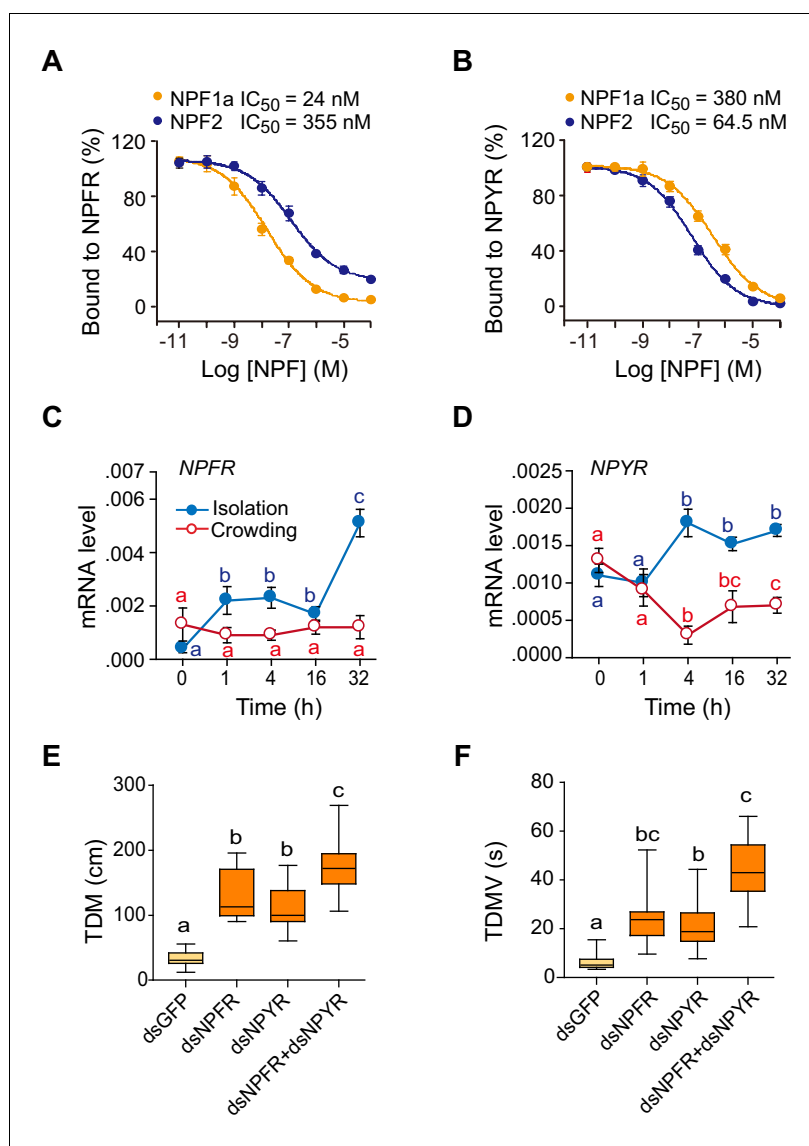 A
NPF1a IC50 = 24 nM
NPF2 IC50 = 355 nM
Bound to NPFR (%)
120
80
40
0
-11 -9 -7 -5
Log [NPF] (M)
B
NPF1a IC50 = 380 nM
NPF2 IC50 = 64.5 nM
Bound to NPYR (%)
120
80
40
0
-11 -9 -7 -5
Log [NPF] (M)
C
NPFR
Isolation
Crowding
mRNA level
.007
.006
.004
.002
.000
a b b b c
a a a a a
0 1 4 16 32
Time (h)
D
NPYR
mRNA level
.0025
.0020
.0015
.0010
.0005
.0000
a a b b b
a a b bc c
0 1 4 16 32
Time (h)
E
TDM (cm)
300
200
100
0
a b b c
dsGFP
dsNPFR
dsNPYR
dsNPFR+dsNPYR
F
TDMV (s)
80
60
40
20
0
a bc b c
dsGFP
dsNPFR
dsNPYR
dsNPFR+dsNPYR